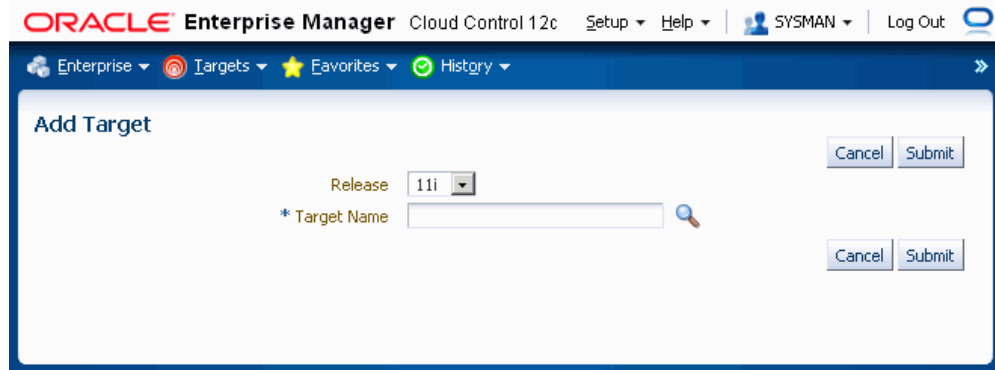 ORACLE Enterprise Manager Cloud Control 12c Setup Help SYSMAN Log Out
Enterprise Targets Favorites History »
Add Target
Cancel Submit
Release 11i
* Target Name
Cancel Submit